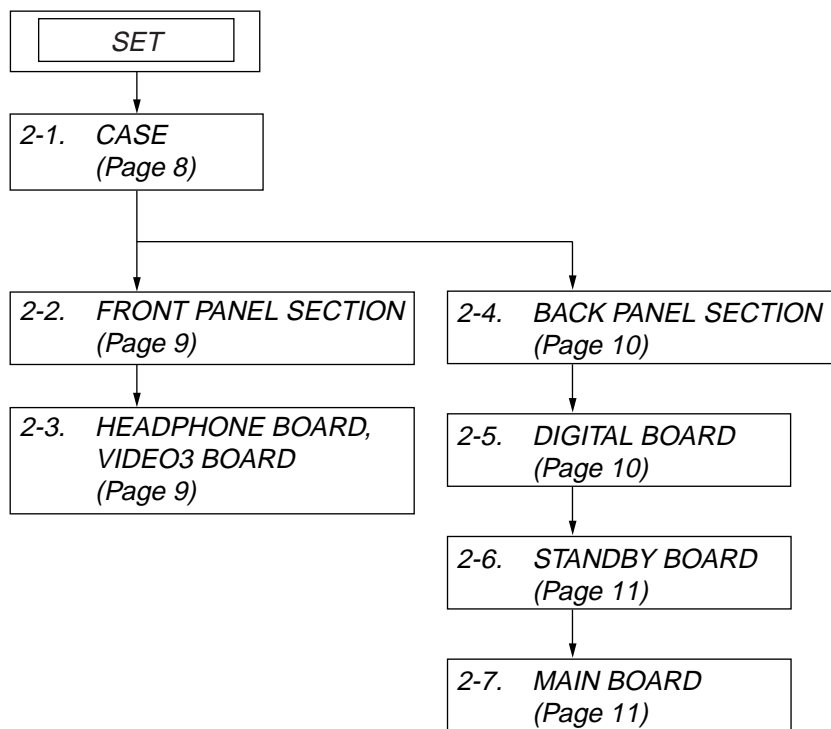 SET
2-1. CASE
(Page 8)
2-2. FRONT PANEL SECTION
(Page 9)
2-3. HEADPHONE BOARD,
VIDEO3 BOARD
(Page 9)
2-4. BACK PANEL SECTION
(Page 10)
2-5. DIGITAL BOARD
(Page 10)
2-6. STANDBY BOARD
(Page 11)
2-7. MAIN BOARD
(Page 11)